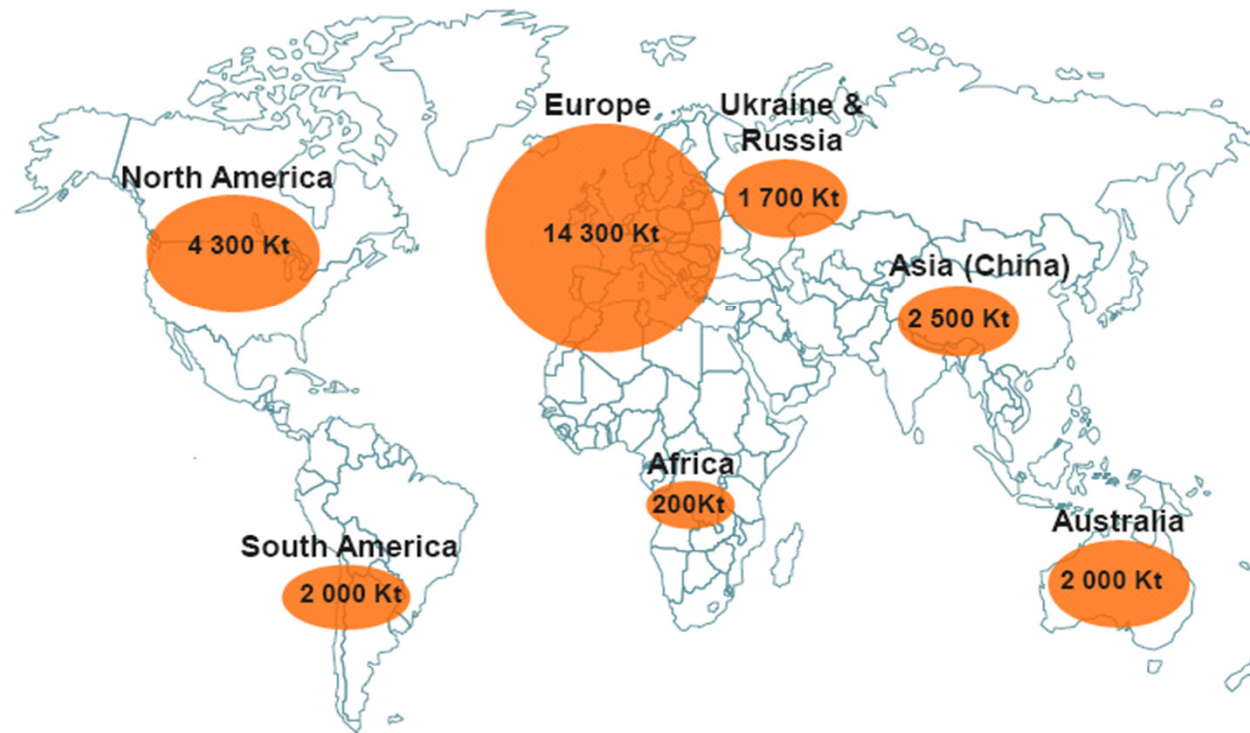 Europe
14 300 Kt
Ukraine &
Russia
1 700 Kt
North America
4 300 Kt
Asia (China)
2 500 Kt
Africa
200Kt
South America
2 000 Kt
Australia
2 000 Kt